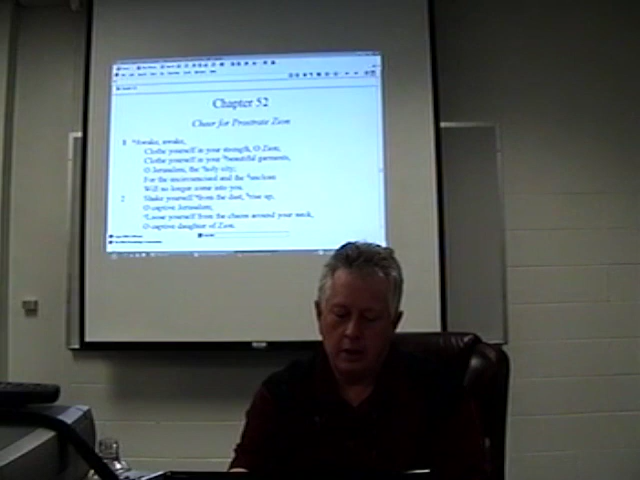 Chapter 52
Cheer for Prostrate Zion
1 Awake, awake,
Clothe yourself in your strength, O Zion;
Clothe yourself in your beautiful garments,
O Jerusalem, the holy city;
For the uncircumcised and the unclean
Will no longer come into you.
2 Shake yourself from the dust, rise up,
O captive Jerusalem;
Loose yourself from the chains around your neck,
O captive daughter of Zion.